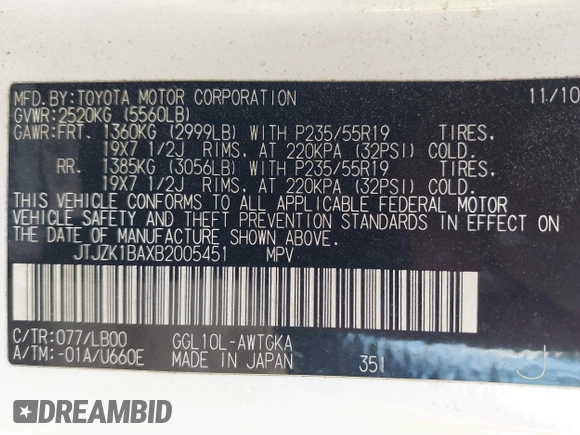 MFD.BY:TOYOTA MOTOR CORPORATION 11/10
GVWR:2520KG (5560LB)
GAWR:FRT. 1360KG (2999LB) WITH P235/55R19 TIRES,
19X7 1/2J RIMS, AT 220KPA (32PSI) COLD.
RR. 1385KG (3056LB) WITH P235/55R19 TIRES,
19X7 1/2J RIMS, AT 220KPA (32PSI) COLD.
THIS VEHICLE CONFORMS TO ALL APPLICABLE FEDERAL MOTOR
VEHICLE SAFETY AND THEFT PREVENTION STANDARDS IN EFFECT ON
THE DATE OF MANUFACTURE SHOWN ABOVE.
JTJZK1BAXB2005451 MPV
C/TR:077/LB00 GGL10L-AWTGKA
A/TM:-01A/U660E MADE IN JAPAN 351
J
DREAMBID